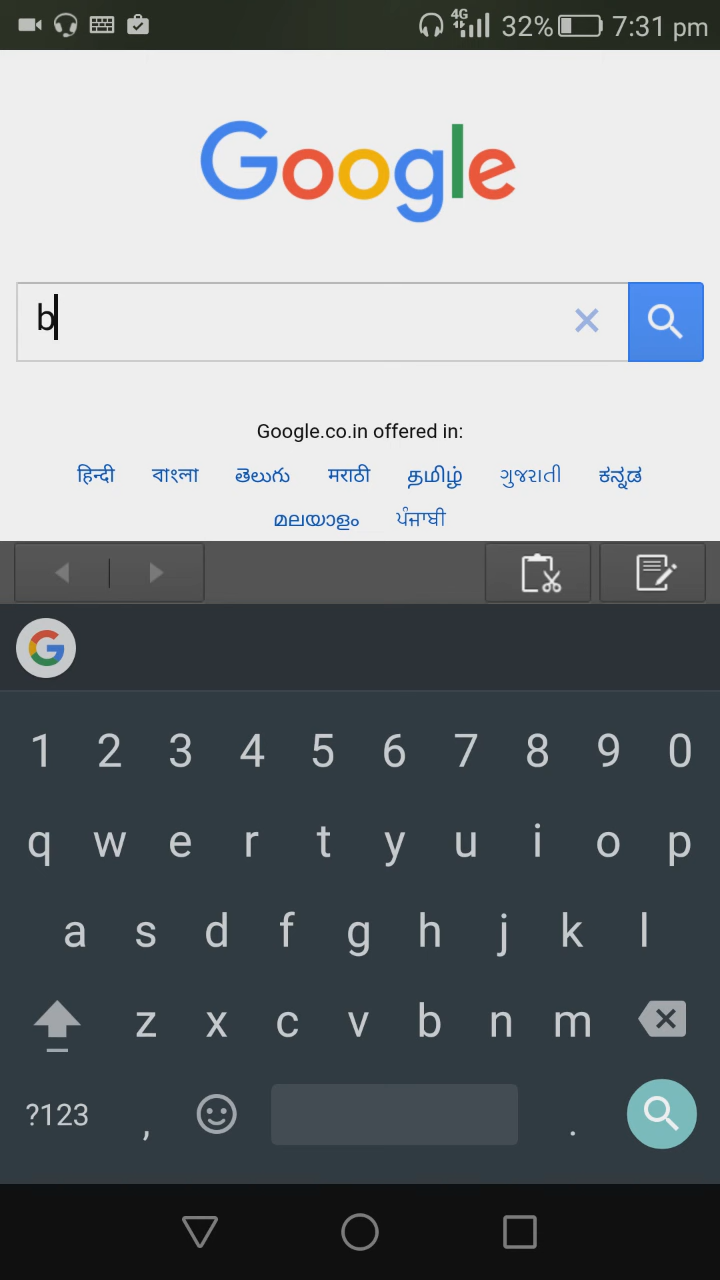 4G 32% 7:31 pm
Google
b
Google.co.in offered in:
हिन्दी বাংলা తెలుగు मराठी தமிழ் ગુજરાતી ಕನ್ನಡ
മലയാളം ਪੰਜਾਬੀ
G
1 2 3 4 5 6 7 8 9 0
q w e r t y u i o p
a s d f g h j k l
z x c v b n m
?123 , .